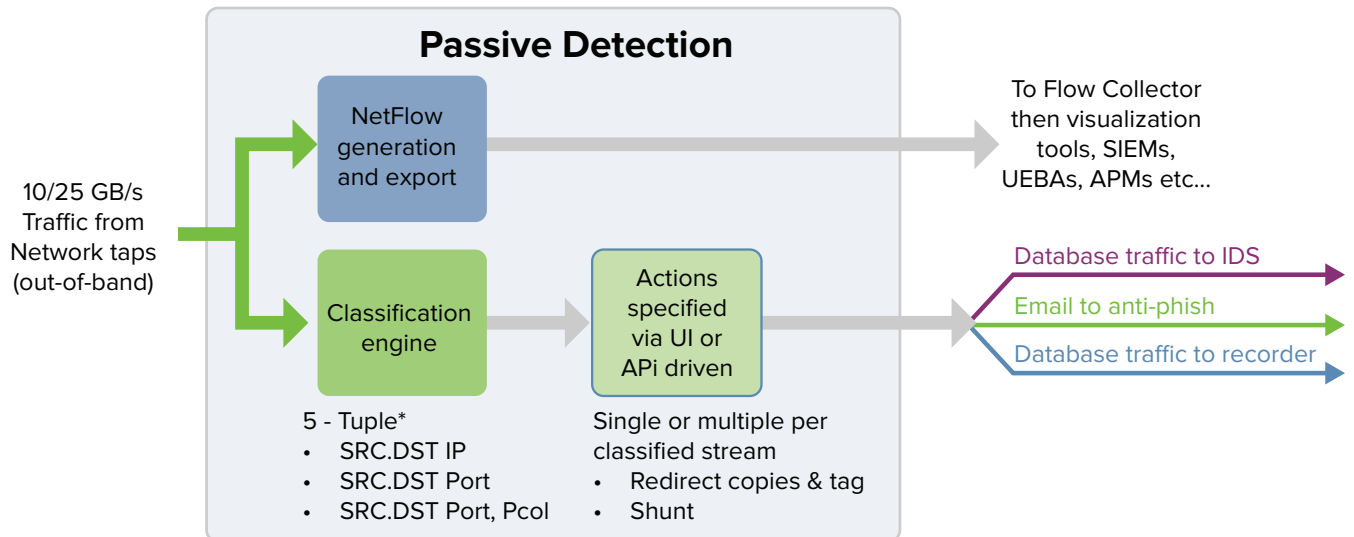 Passive Detection
10/25 GB/s
Traffic from
Network taps
(out-of-band)
NetFlow
generation
and export
To Flow Collector
then visualization
tools, SIEMs,
UEBAs, APMs etc...
Classification
engine
Actions
specified
via UI or
APi driven
Database traffic to IDS
Email to anti-phish
Database traffic to recorder
5 - Tuple*
• SRC.DST IP
• SRC.DST Port
• SRC.DST Port, Pcol
Single or multiple per
classified stream
• Redirect copies & tag
• Shunt